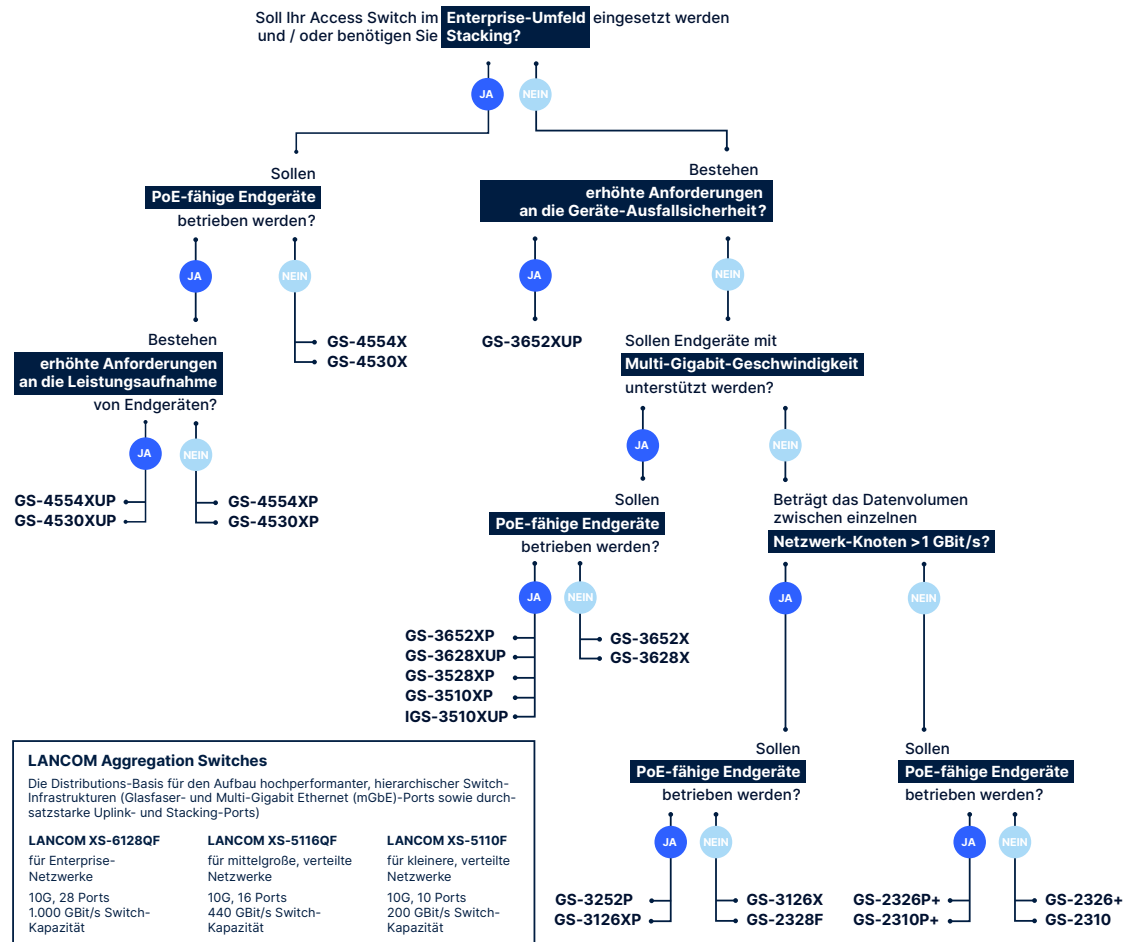 Soll Ihr Access Switch im Enterprise-Umfeld eingesetzt werden
und / oder benötigen Sie Stacking?
JA
NEIN
Sollen
PoE-fähige Endgeräte
betrieben werden?
JA
NEIN
Bestehen
erhöhte Anforderungen
an die Geräte-Ausfallsicherheit?
JA
NEIN
GS-4554X
GS-4530X
Bestehen
erhöhte Anforderungen
an die Leistungsaufnahme
von Endgeräten?
JA
NEIN
GS-4554XUP
GS-4530XUP
GS-4554XP
GS-4530XP
GS-3652XUP
Sollen Endgeräte mit
Multi-Gigabit-Geschwindigkeit
unterstützt werden?
JA
NEIN
Sollen
PoE-fähige Endgeräte
betrieben werden?
JA
NEIN
GS-3652XP
GS-3628XUP
GS-3528XP
GS-3510XP
IGS-3510XUP
GS-3652X
GS-3628X
Beträgt das Datenvolumen
zwischen einzelnen
Netzwerk-Knoten >1 GBit/s?
JA
NEIN
Sollen
PoE-fähige Endgeräte
betrieben werden?
JA
NEIN
GS-3252P
GS-3126XP
GS-3126X
GS-2328F
Sollen
PoE-fähige Endgeräte
betrieben werden?
JA
NEIN
GS-2326P+
GS-2310P+
GS-2326+
GS-2310
LANCOM Aggregation Switches
Die Distributions-Basis für den Aufbau hochperformanter, hierarchischer Switch-
Infrastrukturen (Glasfaser- und Multi-Gigabit Ethernet (mGbE)-Ports sowie durch-
satzstarke Uplink- und Stacking-Ports)
LANCOM XS-6128QF
für Enterprise-
Netzwerke
10G, 28 Ports
1.000 GBit/s Switch-
Kapazität
LANCOM XS-5116QF
für mittelgroße, verteilte
Netzwerke
10G, 16 Ports
440 GBit/s Switch-
Kapazität
LANCOM XS-5110F
für kleinere, verteilte
Netzwerke
10G, 10 Ports
200 GBit/s Switch-
Kapazität